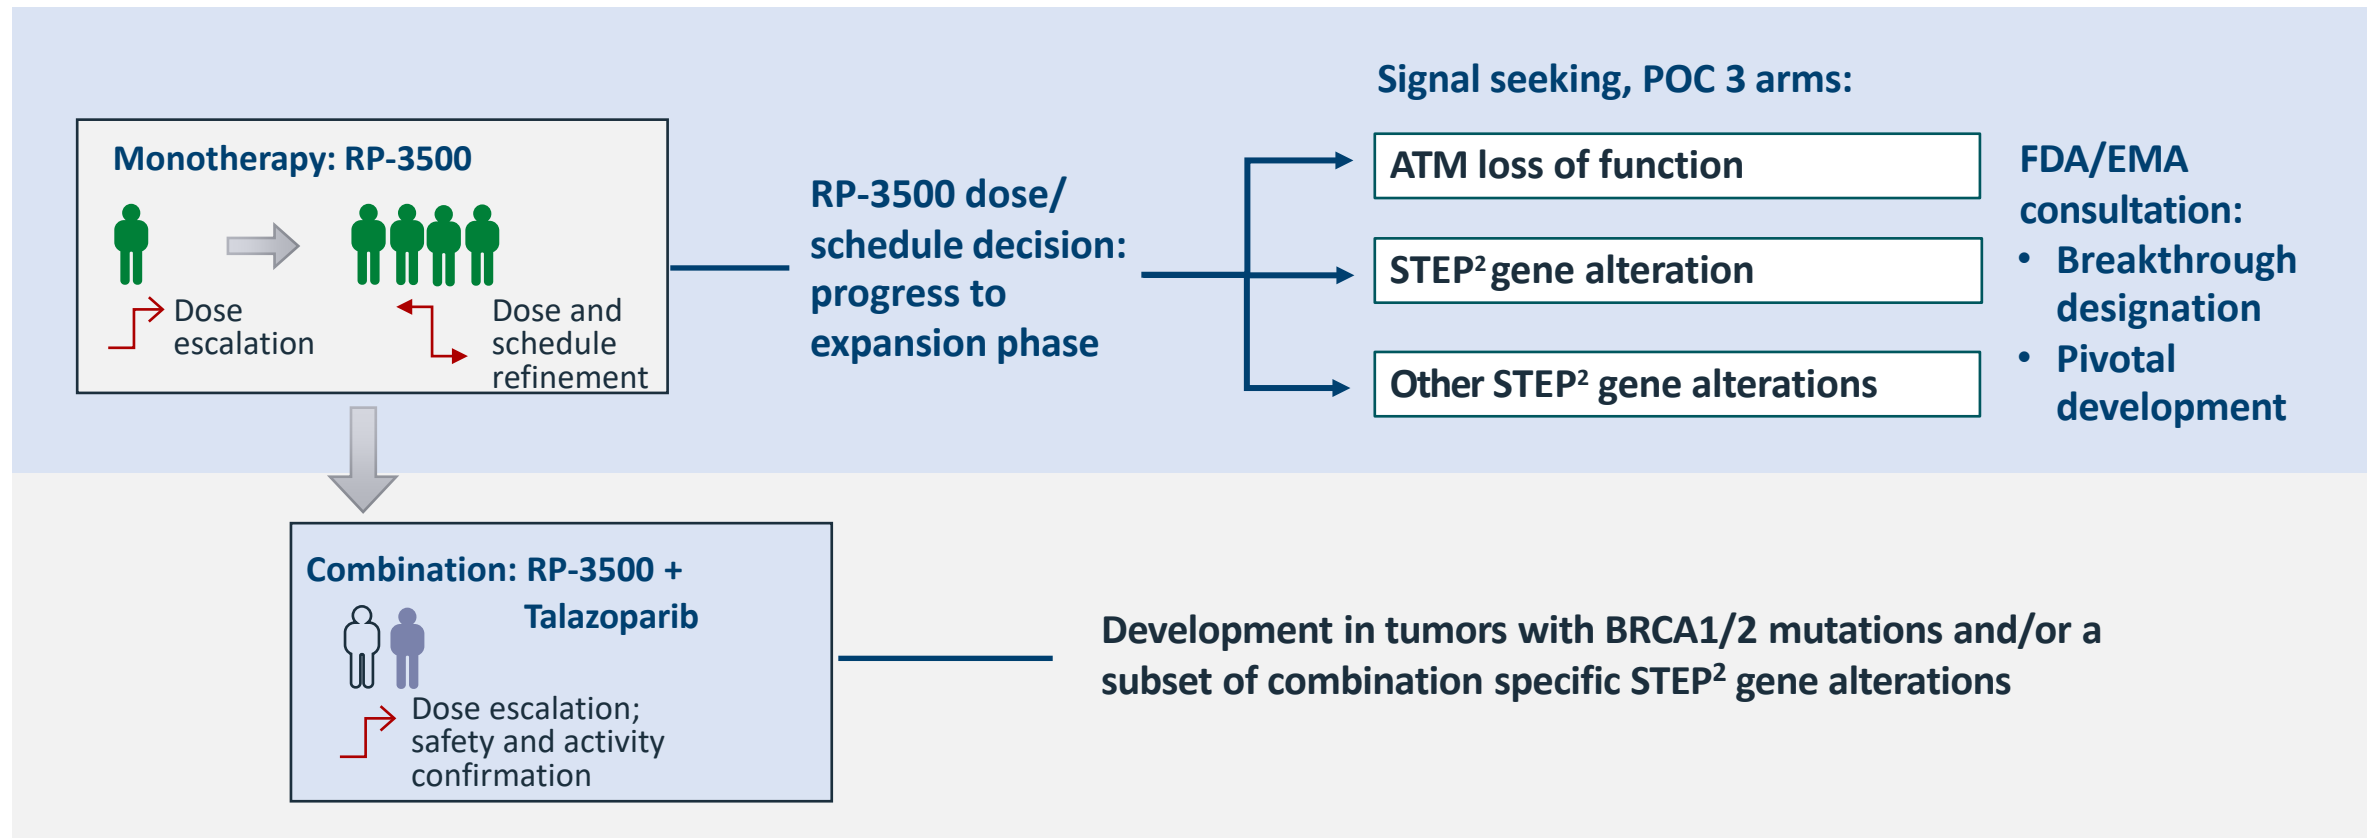 Monotherapy: RP-3500
Dose
escalation
Dose and
schedule
refinement
RP-3500 dose/
schedule decision:
progress to
expansion phase
Signal seeking, POC 3 arms:
ATM loss of function
STEP² gene alteration
Other STEP² gene alterations
FDA/EMA
consultation:
• Breakthrough
designation
• Pivotal
development
Combination: RP-3500 +
Talazoparib
Dose escalation;
safety and activity
confirmation
Development in tumors with BRCA1/2 mutations and/or a
subset of combination specific STEP² gene alterations